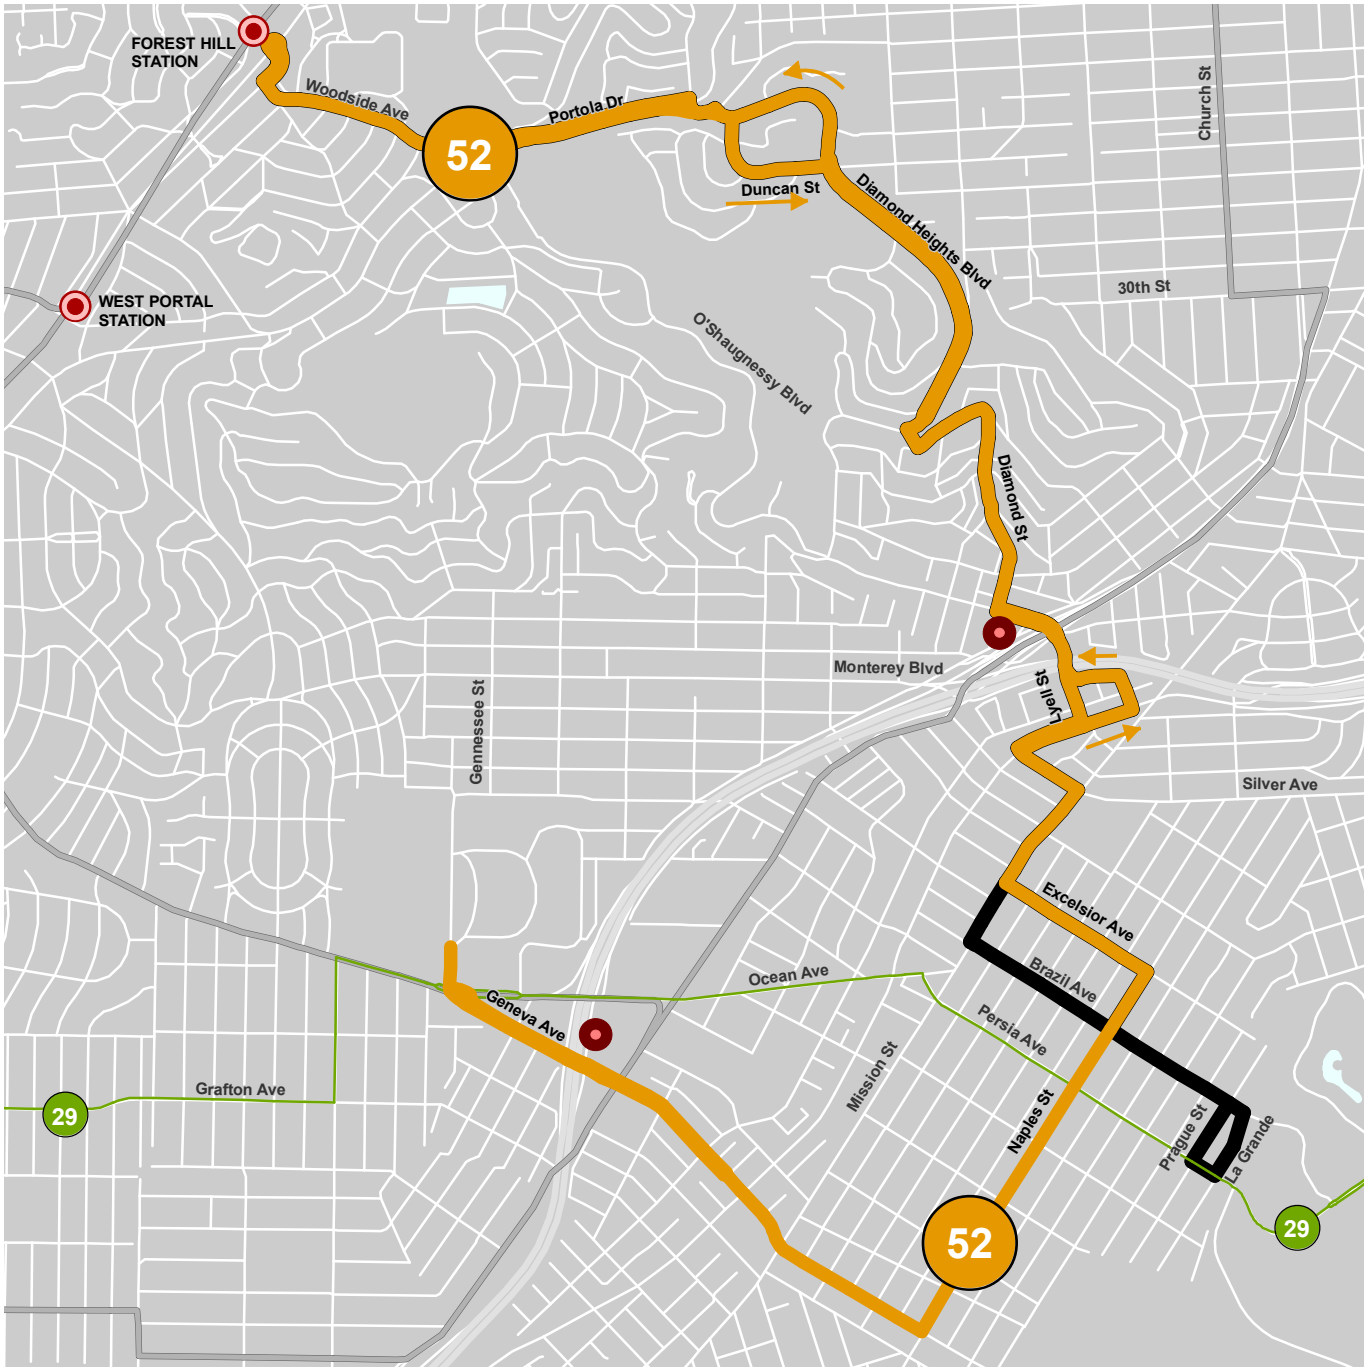 FOREST HILL
STATION
Woodside Ave
52
Portola Dr
Duncan St
Diamond Heights Blvd
Church St
30th St
WEST PORTAL
STATION
O'Shaugnessy Blvd
Diamond St
Monterey Blvd
Lyell St
Gennessee St
Silver Ave
Excelsior Ave
Brazil Ave
Ocean Ave
Geneva Ave
Persia Ave
Mission St
Naples St
Grafton Ave
29
Prague St
La Grande
52
29